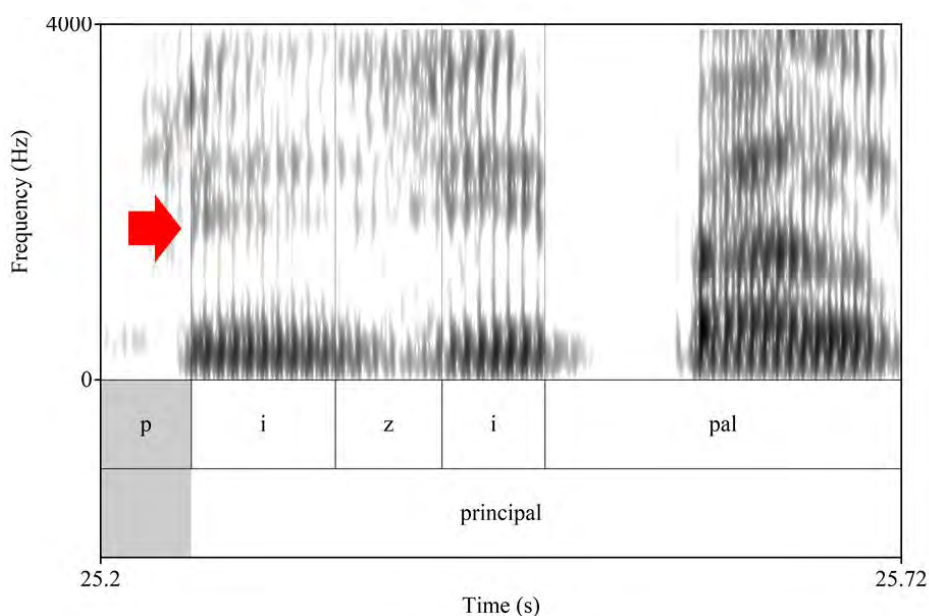 4000
Frequency (Hz)
0
p i z i pal
principal
25.2 25.72
Time (s)